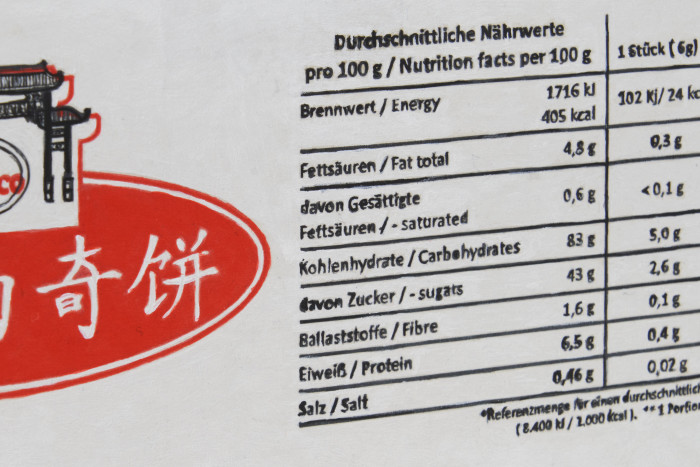 co
奇饼
Durchschnittliche Nährwerte
pro 100 g / Nutrition facts per 100 g 1 Stück (6g)
Brennwert / Energy 1716 kJ 102 Kj/ 24 kc
405 kcal
Fettsäuren / Fat total 4,8 g 0,3 g
davon Gesättigte 0,6 g <0,1 g
Fettsäuren / - saturated
Kohlenhydrate / Carbohydrates 83 g 5,0 g
davon Zucker / - sugats 43 g 2,6 g
Ballaststoffe / Fibre 1,6 g 0,1 g
Eiweiß / Protein 6,5 g 0,4 g
Salz / Salt 0,46 g 0,02 g
*Referenzmenge für einen durchschnittlich
(8.400 kJ / 2.000 kcal). **1 Portion